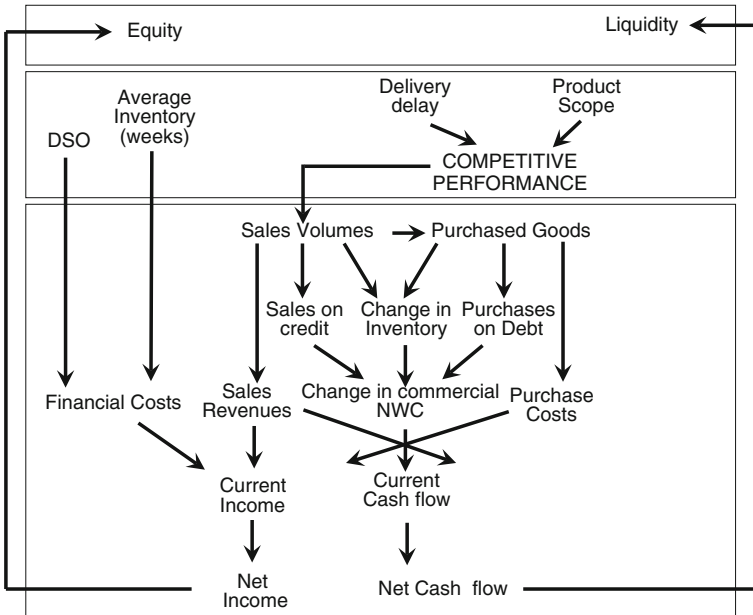 Equity
Liquidity
Average
Inventory
(weeks)
DSO
Delivery
delay
Product
Scope
COMPETITIVE
PERFORMANCE
Sales Volumes
Purchased Goods
Sales on
credit
Change in
Inventory
Purchases
on Debt
Financial Costs
Sales
Revenues
Change in commercial
NWC
Purchase
Costs
Current
Income
Current
Cash flow
Net
Income
Net Cash flow